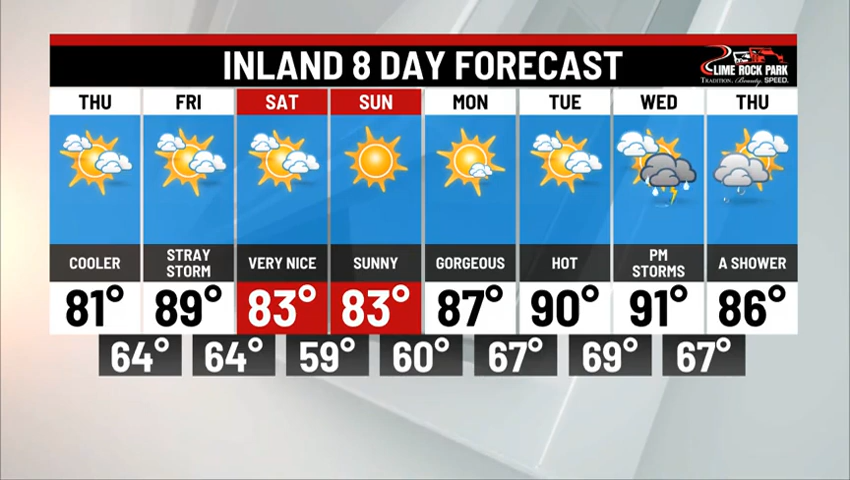 INLAND 8 DAY FORECAST
LIME ROCK PARK
TRADITION. Beauty. SPEED.
THU FRI SAT SUN MON TUE WED THU
COOLER STRAY STORM VERY NICE SUNNY GORGEOUS HOT PM STORMS A SHOWER
81° 89° 83° 83° 87° 90° 91° 86°
64° 64° 59° 60° 67° 69° 67°